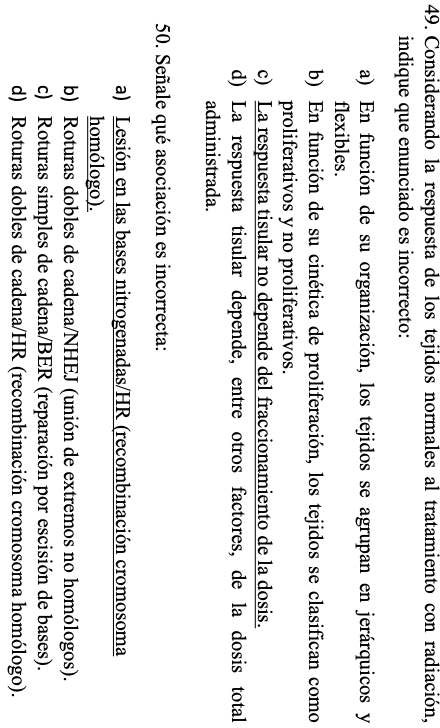 49. Considerando la respuesta de los tejidos normales al tratamiento con radiación,
indique que enunciado es incorrecto:
a) En función de su organización, los tejidos se agrupan en jerárquicos y
flexibles.
b) En función de su cinética de proliferación, los tejidos se clasifican como
proliferativos y no proliferativos.
c) La respuesta tisular no depende del fraccionamiento de la dosis.
d) La respuesta tisular depende, entre otros factores, de la dosis total
administrada.
50. Señale qué asociación es incorrecta:
a) Lesión en las bases nitrogenadas/HR (recombinación cromosoma
homólogo).
b) Roturas dobles de cadena/NHEJ (unión de extremos no homólogos).
c) Roturas simples de cadena/BER (reparación por escisión de bases).
d) Roturas dobles de cadena/HR (recombinación cromosoma homólogo).